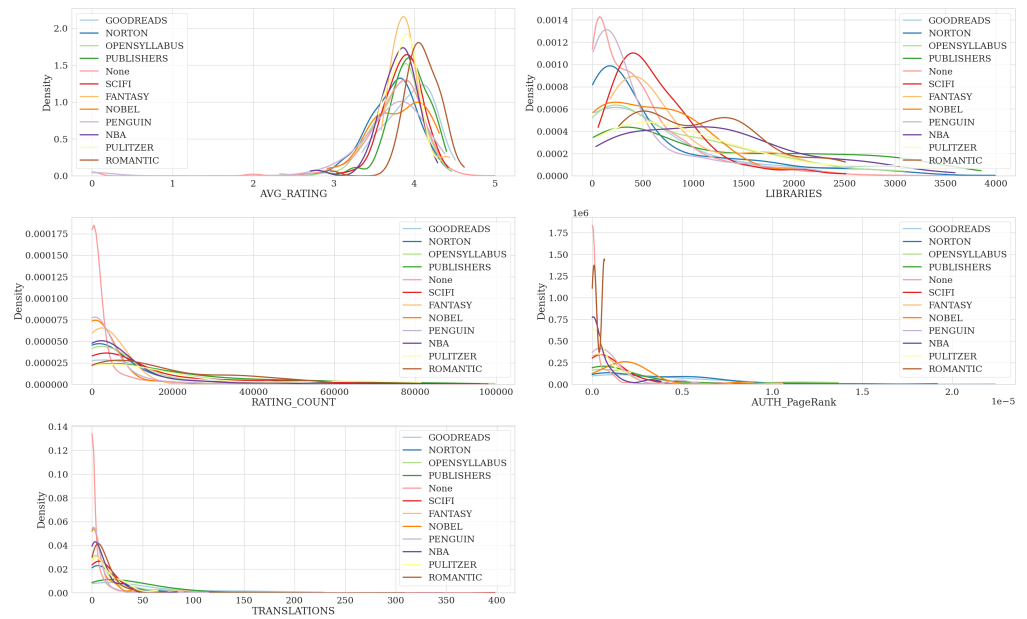 Density
2.0
1.5
1.0
0.5
0.0
GOODREADS
NORTON
OPENSYLLABUS
PUBLISHERS
None
SCIFI
FANTASY
NOBEL
PENGUIN
NBA
PULITZER
ROMANTIC
0 1 2 3 4 5
AVG_RATING
Density
0.0014
0.0012
0.0010
0.0008
0.0006
0.0004
0.0002
0.0000
GOODREADS
NORTON
OPENSYLLABUS
PUBLISHERS
None
SCIFI
FANTASY
NOBEL
PENGUIN
NBA
PULITZER
ROMANTIC
0 500 1000 1500 2000 2500 3000 3500 4000
LIBRARIES
Density
0.000175
0.000150
0.000125
0.000100
0.000075
0.000050
0.000025
0.000000
GOODREADS
NORTON
OPENSYLLABUS
PUBLISHERS
None
SCIFI
FANTASY
NOBEL
PENGUIN
NBA
PULITZER
ROMANTIC
0 20000 40000 60000 80000 100000
RATING_COUNT
1e6
Density
1.75
1.50
1.25
1.00
0.75
0.50
0.25
0.00
GOODREADS
NORTON
OPENSYLLABUS
PUBLISHERS
None
SCIFI
FANTASY
NOBEL
PENGUIN
NBA
PULITZER
ROMANTIC
0.0 0.5 1.0 1.5 2.0
AUTH_PageRank
1e−5
Density
0.14
0.12
0.10
0.08
0.06
0.04
0.02
0.00
GOODREADS
NORTON
OPENSYLLABUS
PUBLISHERS
None
SCIFI
FANTASY
NOBEL
PENGUIN
NBA
PULITZER
ROMANTIC
0 50 100 150 200 250 300 350 400
TRANSLATIONS